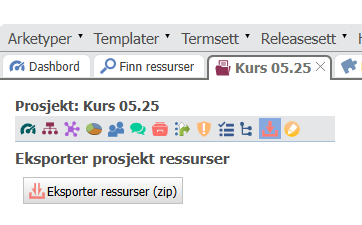 Arketyper Templater Termsett Releasesett
Dashbord Finn ressurser Kurs 05.25
Prosjekt: Kurs 05.25
Eksporter prosjekt ressurser
Eksporter ressurser (zip)